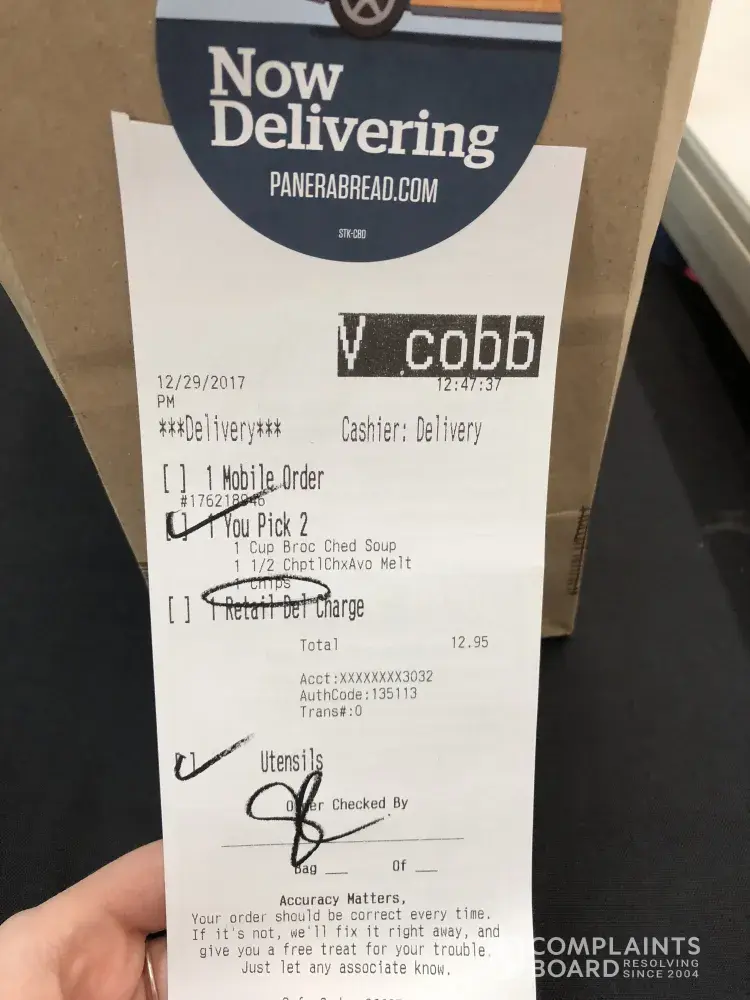 Now
Delivering
PANERABREAD.COM
STK-CBD
V cobb
12/29/2017 12:47:37
PM
***Delivery*** Cashier: Delivery
[ ] 1 Mobile Order
#176218946
[ ] 1 You Pick 2
1 Cup Broc Ched Soup
1 1/2 ChptlChxAvo Melt
1 Chips
[ ] 1 Retail Del Charge
Total 12.95
Acct:XXXXXXXX3032
AuthCode:135113
Trans#:0
[ ] Utensils
Order Checked By
Bag __ Of __
Accuracy Matters,
Your order should be correct every time.
If it's not, we'll fix it right away, and
give you a free treat for your trouble.
Just let any associate know.
COMPLAINTS
BOARD RESOLVING
SINCE 2004